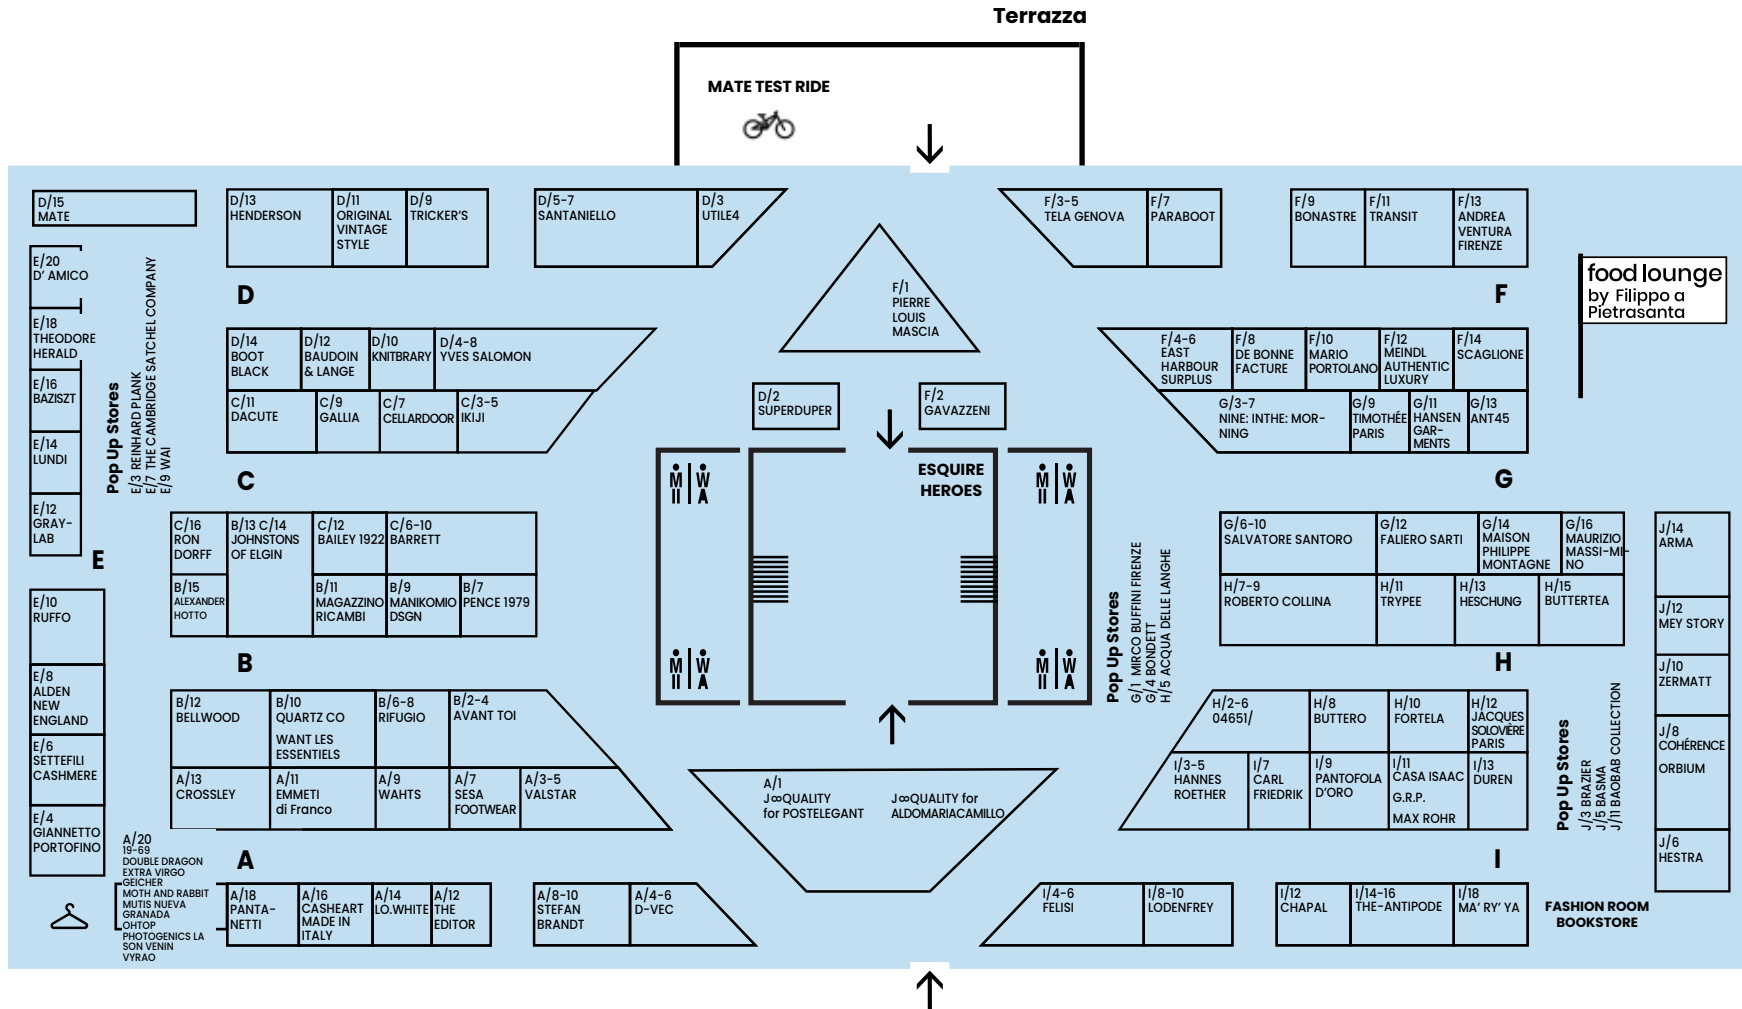 Terrazza
MATE TEST RIDE
D/15
MATE
D/13
HENDERSON
D/11
ORIGINAL
VINTAGE
STYLE
D/9
TRICKER'S
D/5-7
SANTANIELLO
D/3
UTILE4
F/3-5
TELA GENOVA
F/7
PARABOOT
F/9
BONASTRE
F/11
TRANSIT
F/13
ANDREA
VENTURA
FIRENZE
E/20
D' AMICO
E/18
THEODORE
HERALD
E/16
BAZISZT
E/14
LUNDI
E/12
GRAY-
LAB
Pop Up Stores
E/3 REINHARD PLANK
E/7 THE CAMBRIDGE SATCHEL COMPANY
E/9 WAI
D
F/1
PIERRE
LOUIS
MASCIA
F
food lounge
by Filippo a
Pietrasanta
D/14
BOOT
BLACK
D/12
BAUDOIN
& LANGE
D/10
KNITBRARY
D/4-8
YVES SALOMON
C/11
DACUTE
C/9
GALLIA
C/7
CELLARDOOR
C/3-5
IKIJI
D/2
SUPERDUPER
F/2
GAVAZZENI
F/4-6
EAST
HARBOUR
SURPLUS
F/8
DE BONNE
FACTURE
F/10
MARIO
PORTOLANO
F/12
MEINDL
AUTHENTIC
LUXURY
F/14
SCAGLIONE
G/3-7
NINE: INTHE: MOR-
NING
G/9
TIMOTHÉE
PARIS
G/11
HANSEN
GAR-
MENTS
G/13
ANT45
C
ESQUIRE
HEROES
M W
II A
M W
II A
G
E
C/16
RON
DORFF
B/13 C/14
JOHNSTONS
OF ELGIN
C/12
BAILEY 1922
C/6-10
BARRETT
B/15
ALEXANDER
HOTTO
B/11
MAGAZZINO
RICAMBI
B/9
MANIKOMIO
DSGN
B/7
PENCE 1979
G/6-10
SALVATORE SANTORO
G/12
FALIERO SARTI
G/14
MAISON
PHILIPPE
MONTAGNE
G/16
MAURIZIO
MASSI-MI-
NO
H/7-9
ROBERTO COLLINA
H/11
TRYPEE
H/13
HESCHUNG
H/15
BUTTERTEA
J/14
ARMA
J/12
MEY STORY
J/10
ZERMATT
J/8
COHÉRENCE
ORBIUM
J/6
HESTRA
Pop Up Stores
G/1 MIRCO BUFFINI FIRENZE
G/4 BONDETT
H/5 ACQUA DELLE LANGHE
E/10
RUFFO
E/8
ALDEN
NEW
ENGLAND
E/6
SETTEFILI
CASHMERE
E/4
GIANNETTO
PORTOFINO
B
M W
II A
M W
II A
H
B/12
BELLWOOD
B/10
QUARTZ CO
WANT LES
ESSENTIELS
B/6-8
RIFUGIO
B/2-4
AVANT TOI
A/13
CROSSLEY
A/11
EMMETI
di Franco
A/9
WAHTS
A/7
SESA
FOOTWEAR
A/3-5
VALSTAR
A/1
J∞QUALITY
for POSTELEGANT
J∞QUALITY for
ALDOMARIACAMILLO
H/2-6
04651/
H/8
BUTTERO
H/10
FORTELA
H/12
JACQUES
SOLOVIÈRE
PARIS
I/3-5
HANNES
ROETHER
I/7
CARL
FRIEDRIK
I/9
PANTOFOLA
D'ORO
I/11
CASA ISAAC
G.R.P.
MAX ROHR
I/13
DUREN
Pop Up Stores
J/3 BRAZIER
J/5 BASMA
J/11 BAOBAB COLLECTION
A/20
19-69
DOUBLE DRAGON
EXTRA VIRGO
GEICHER
MOTH AND RABBIT
MUTIS NUEVA
GRANADA
OHTOP
PHOTOGENICS LA
SON VENIN
VYRAO
A
A/18
PANTA-
NETTI
A/16
CASHEART
MADE IN
ITALY
A/14
LO.WHITE
A/12
THE
EDITOR
A/8-10
STEFAN
BRANDT
A/4-6
D-VEC
I
I/4-6
FELISI
I/8-10
LODENFREY
I/12
CHAPAL
I/14-16
THE-ANTIPODE
I/18
MA' RY' YA
FASHION ROOM
BOOKSTORE